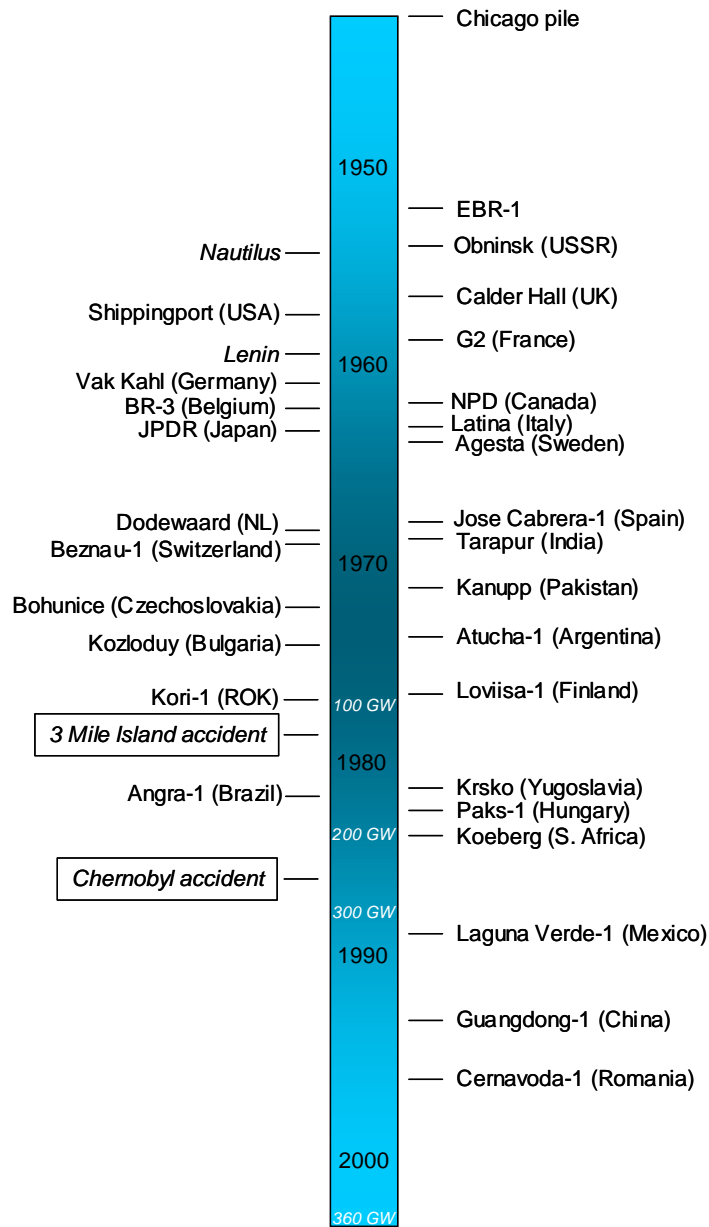 Chicago pile
1950
EBR-1
Obninsk (USSR)
Nautilus
Calder Hall (UK)
Shippingport (USA)
G2 (France)
Lenin
1960
Vak Kahl (Germany)
NPD (Canada)
BR-3 (Belgium)
Latina (Italy)
JPDR (Japan)
Agesta (Sweden)
Jose Cabrera-1 (Spain)
Dodewaard (NL)
Tarapur (India)
Beznau-1 (Switzerland)
1970
Kanupp (Pakistan)
Bohunice (Czechoslovakia)
Atucha-1 (Argentina)
Kozloduy (Bulgaria)
Loviisa-1 (Finland)
Kori-1 (ROK)
100 GW
3 Mile Island accident
1980
Krsko (Yugoslavia)
Angra-1 (Brazil)
Paks-1 (Hungary)
200 GW
Koeberg (S. Africa)
Chernobyl accident
300 GW
Laguna Verde-1 (Mexico)
1990
Guangdong-1 (China)
Cernavoda-1 (Romania)
2000
360 GW